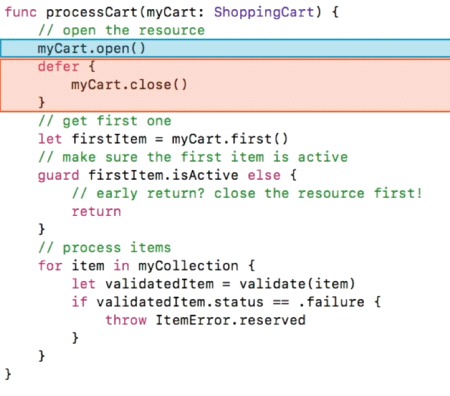 func processCart(myCart: ShoppingCart) {
    // open the resource
    myCart.open()
    defer {
        myCart.close()
    }
    // get first one
    let firstItem = myCart.first()
    // make sure the first item is active
    guard firstItem.isActive else {
        // early return? close the resource first!
        return
    }
    // process items
    for item in myCollection {
        let validatedItem = validate(item)
        if validatedItem.status == .failure {
            throw ItemError.reserved
        }
    }
}